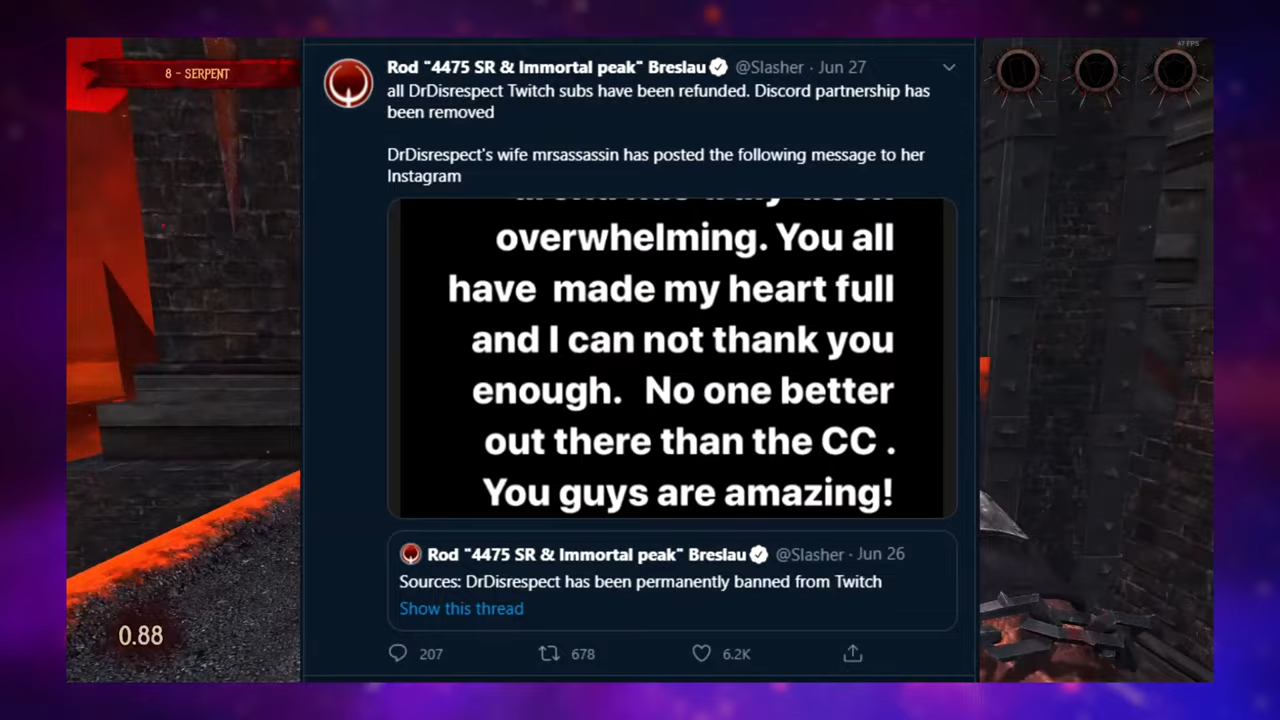 47 FPS
8 - SERPENT
Rod "4475 SR & Immortal peak" Breslau @Slasher · Jun 27
all DrDisrespect Twitch subs have been refunded. Discord partnership has
been removed
DrDisrespect's wife mrsassassin has posted the following message to her
Instagram
overwhelming. You all
have made my heart full
and I can not thank you
enough. No one better
out there than the CC .
You guys are amazing!
Rod "4475 SR & Immortal peak" Breslau @Slasher · Jun 26
Sources: DrDisrespect has been permanently banned from Twitch
Show this thread
0.88
207 678 6.2K